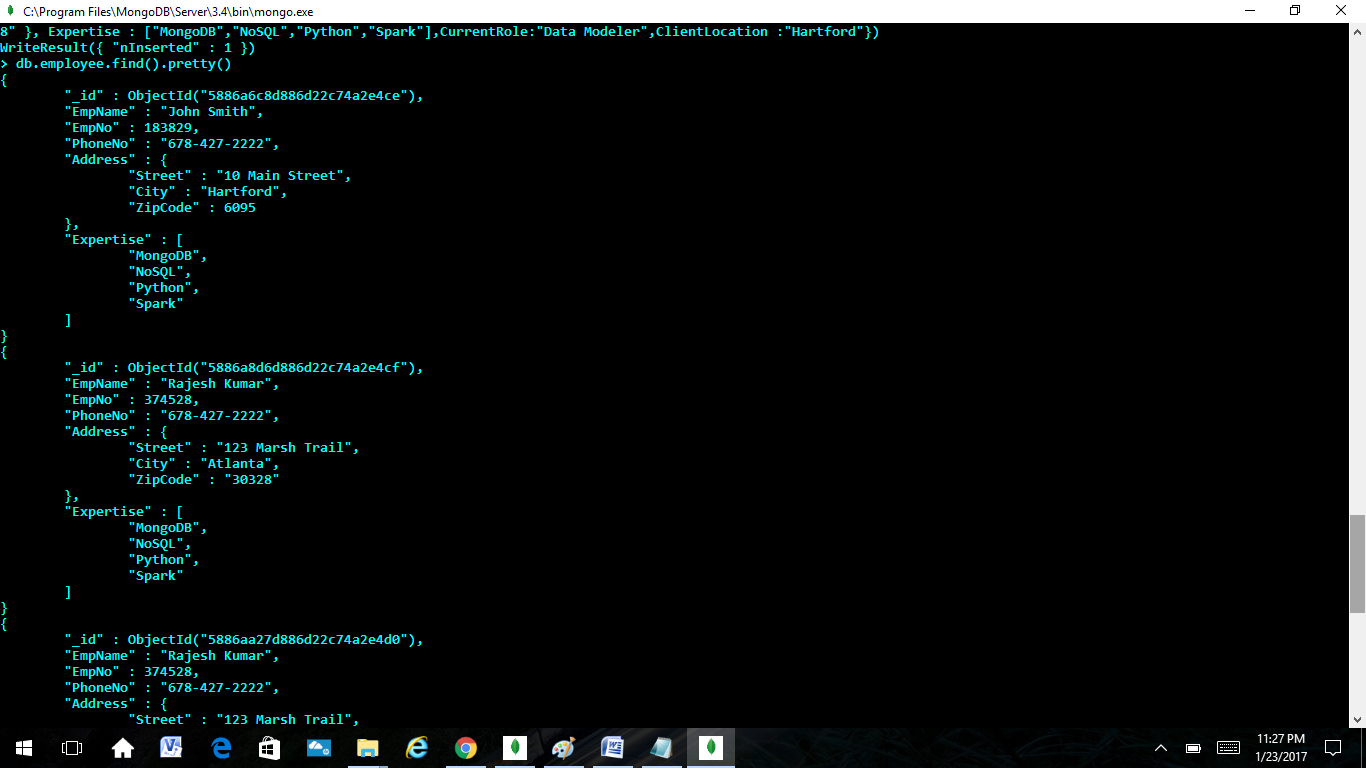 C:\Program Files\MongoDB\Server\3.4\bin\mongo.exe
8" }, Expertise : ["MongoDB","NoSQL","Python","Spark"],CurrentRole:"Data Modeler",ClientLocation :"Hartford"})
WriteResult({ "nInserted" : 1 })
> db.employee.find().pretty()
{
"_id" : ObjectId("5886a6c8d886d22c74a2e4ce"),
"EmpName" : "John Smith",
"EmpNo" : 183829,
"PhoneNo" : "678-427-2222",
"Address" : {
"Street" : "10 Main Street",
"City" : "Hartford",
"ZipCode" : 6095
},
"Expertise" : [
"MongoDB",
"NoSQL",
"Python",
"Spark"
]
}
{
"_id" : ObjectId("5886a8d6d886d22c74a2e4cf"),
"EmpName" : "Rajesh Kumar",
"EmpNo" : 374528,
"PhoneNo" : "678-427-2222",
"Address" : {
"Street" : "123 Marsh Trail",
"City" : "Atlanta",
"ZipCode" : "30328"
},
"Expertise" : [
"MongoDB",
"NoSQL",
"Python",
"Spark"
]
}
{
"_id" : ObjectId("5886aa27d886d22c74a2e4d0"),
"EmpName" : "Rajesh Kumar",
"EmpNo" : 374528,
"PhoneNo" : "678-427-2222",
"Address" : {
"Street" : "123 Marsh Trail",
11:27 PM
1/23/2017